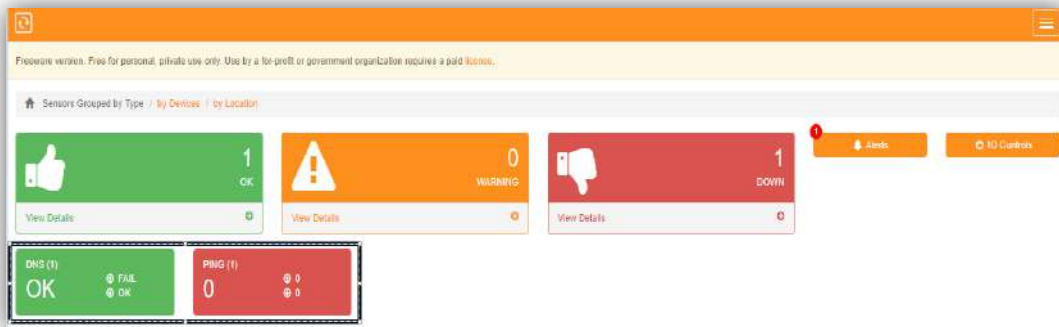 Freeware version. Free for personal, private use only. Use by a for-profit or government organization requires a paid license.
Sensors Grouped by Type / by Devices / by Location
1
OK
View Details
0
WARNING
View Details
1
DOWN
View Details
1
Alerts
IO Controls
DNS (1)
OK
FAIL
OK
PING (1)
0
0
0